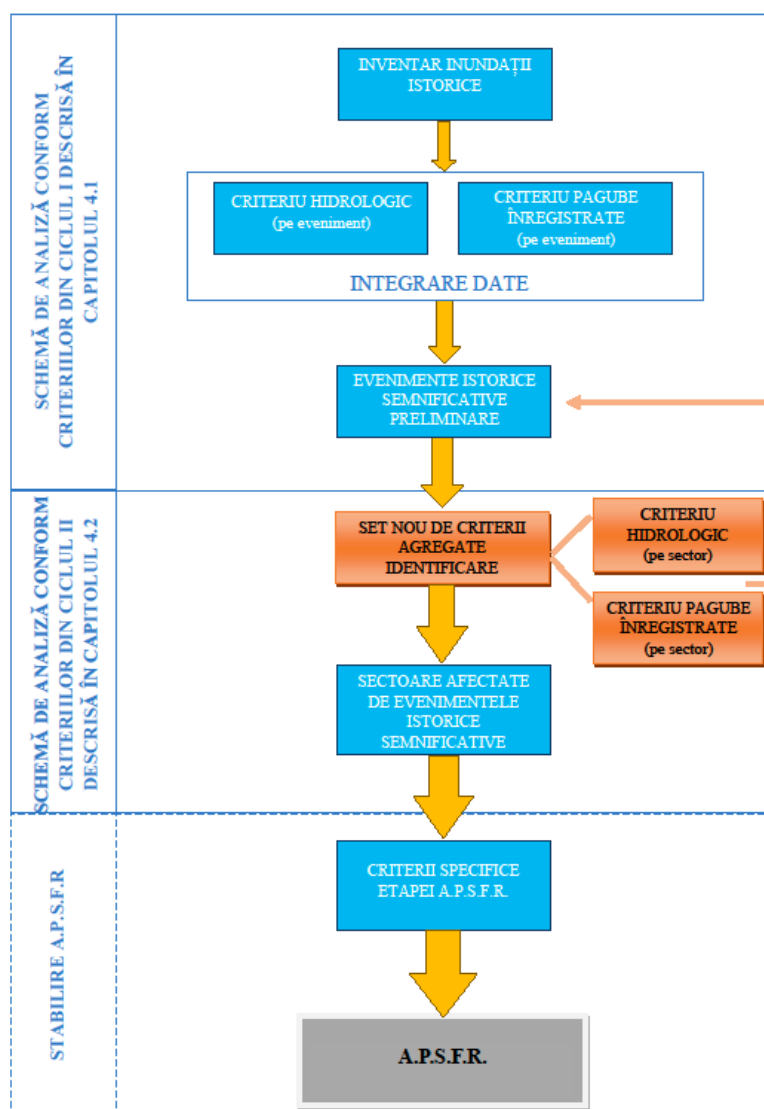 SCHEMĂ DE ANALIZĂ CONFORM
CRITERIILOR DIN CICLUL I DESCRISĂ ÎN
CAPITOLUL 4.1
INVENTAR INUNDAȚII
ISTORICE
CRITERIU HIDROLOGIC
(pe eveniment)
CRITERIU PAGUBE
ÎNREGISTRATE
(pe eveniment)
INTEGRARE DATE
EVENIMENTE ISTORICE
SEMNIFICATIVE
PRELIMINARE
SCHEMĂ DE ANALIZĂ CONFORM
CRITERIILOR DIN CICLUL II
DESCRISĂ ÎN CAPITOLUL 4.2
SET NOU DE CRITERII
AGREGATE
IDENTIFICARE
CRITERIU
HIDROLOGIC
(pe sector)
CRITERIU PAGUBE
ÎNREGISTRATE
(pe sector)
SECTOARE AFECTATE
DE EVENIMENTELE
ISTORICE
SEMNIFICATIVE
STABILIRE A.P.S.F.R
CRITERII SPECIFICE
ETAPEI A.P.S.F.R.
A.P.S.F.R.